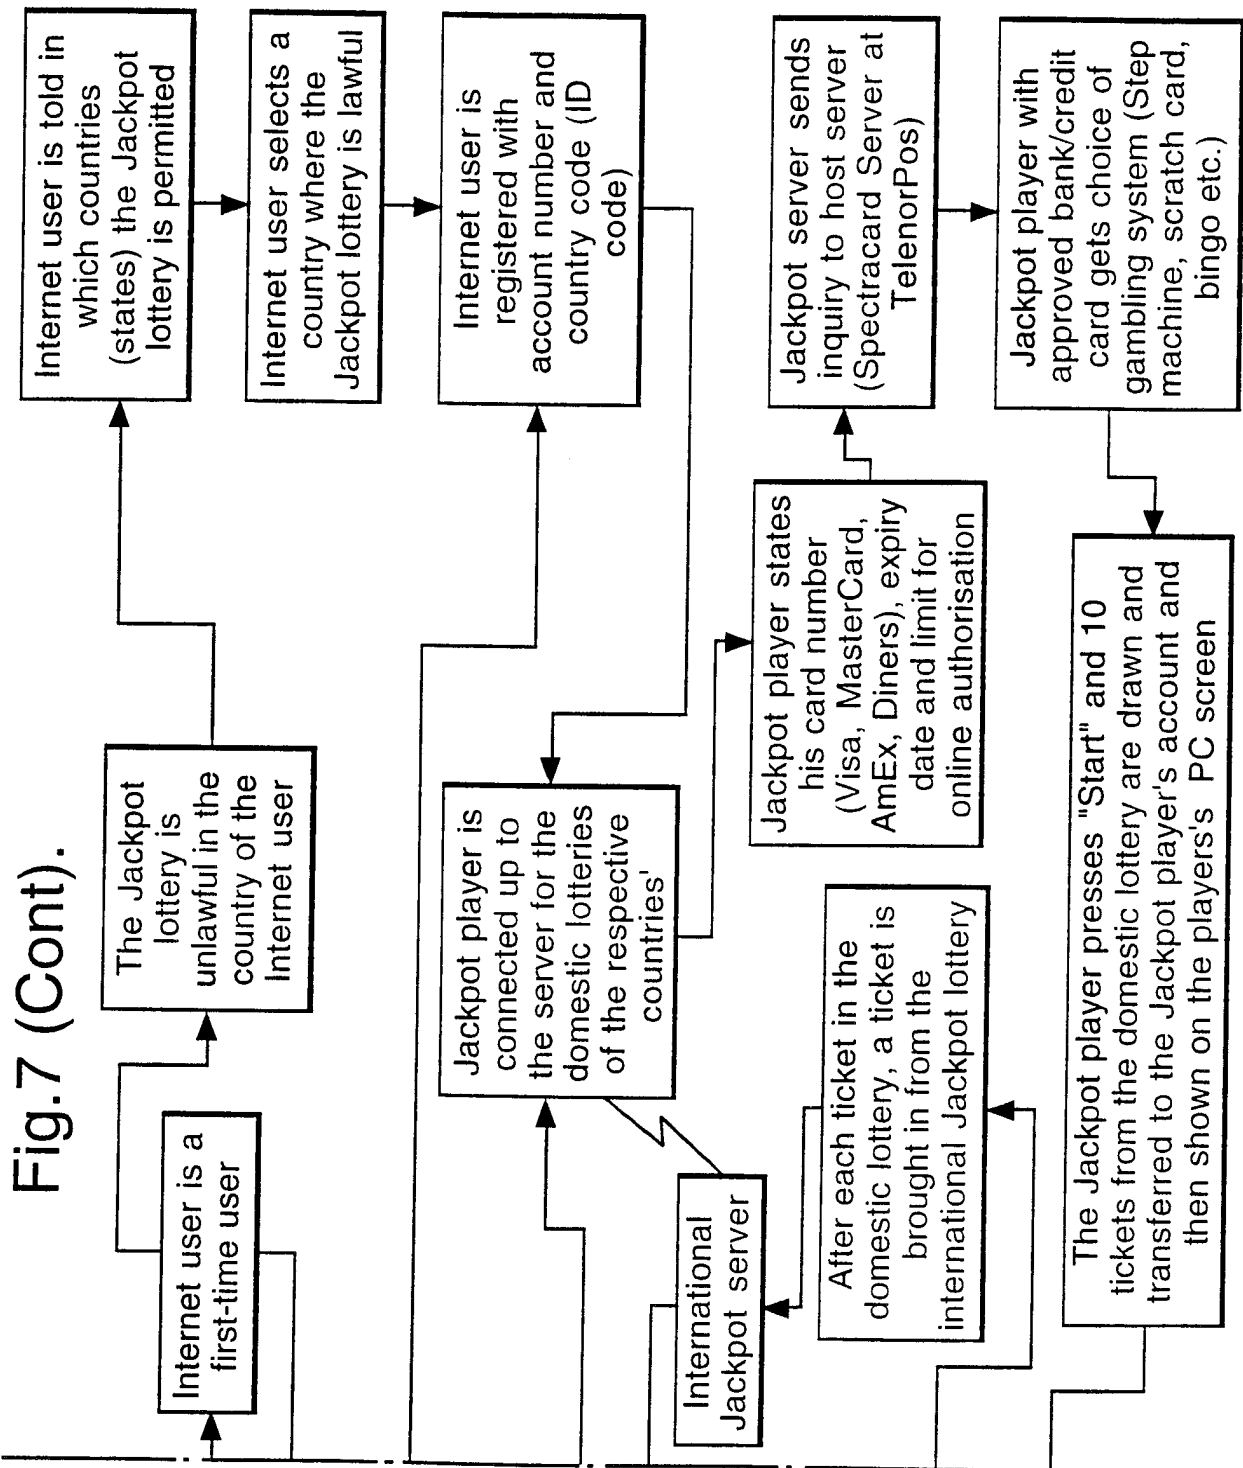 Fig.7 (Cont).
Internet user is a
first-time user
The Jackpot
lottery is
unlawful in the
country of the
Internet user
Internet user is told in
which countries
(states) the Jackpot
lottery is permitted
Internet user selects a
country where the
Jackpot lottery is lawful
Internet user is
registered with
account number and
country code (ID
code)
Jackpot player is
connected up to
the server for the
domestic lotteries
of the respective
countries'
International
Jackpot server
After each ticket in the
domestic lottery, a ticket is
brought in from the
international Jackpot lottery
Jackpot player states
his card number
(Visa, MasterCard,
AmEx, Diners), expiry
date and limit for
online authorisation
Jackpot server sends
inquiry to host server
(Spectracard Server at
TelenorPos)
Jackpot player with
approved bank/credit
card gets choice of
gambling system (Step
machine, scratch card,
bingo etc.)
The Jackpot player presses "Start" and 10
tickets from the domestic lottery are drawn and
transferred to the Jackpot player's account and
then shown on the players's PC screen